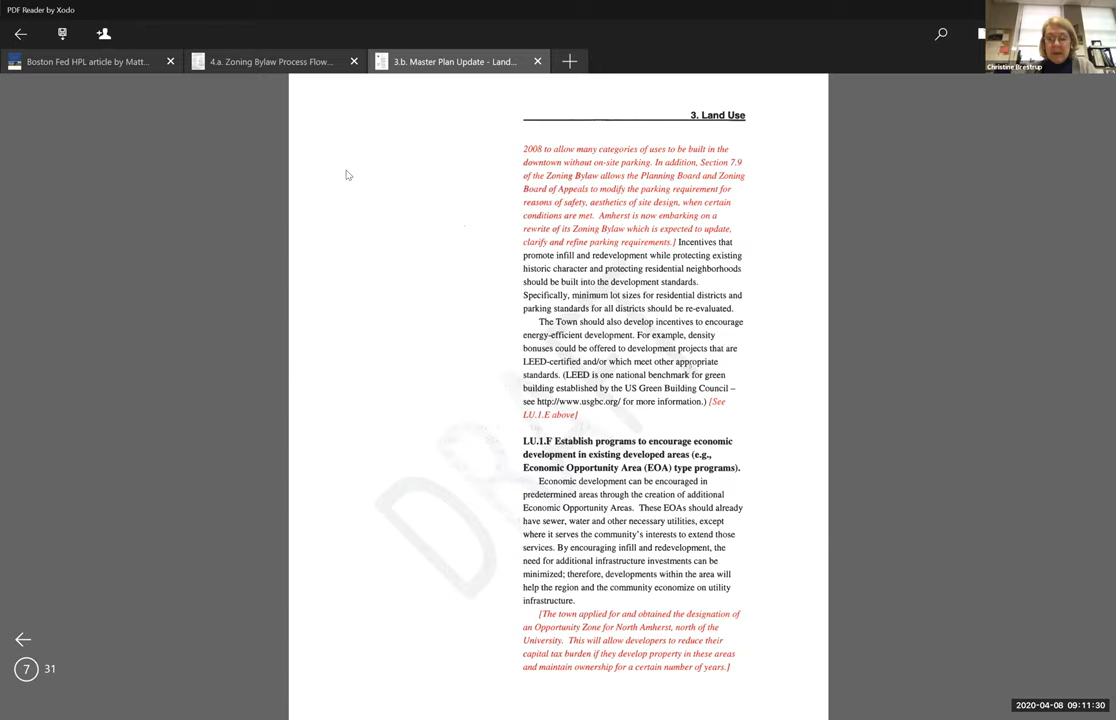 PDF Reader by Xodo
Christine Brestrup
Boston Fed HPL article by Matt...
4.a. Zoning Bylaw Process Flow...
3.b. Master Plan Update - Land...
3. Land Use
2008 to allow many categories of uses to be built in the
downtown without on-site parking. In addition, Section 7.9
of the Zoning Bylaw allows the Planning Board and Zoning
Board of Appeals to modify the parking requirement for
reasons of safety, aesthetics of site design, when certain
conditions are met. Amherst is now embarking on a
rewrite of its Zoning Bylaw which is expected to update,
clarify and refine parking requirements.] Incentives that
promote infill and redevelopment while protecting existing
historic character and protecting residential neighborhoods
should be built into the development standards.
Specifically, minimum lot sizes for residential districts and
parking standards for all districts should be re-evaluated.
The Town should also develop incentives to encourage
energy-efficient development. For example, density
bonuses could be offered to development projects that are
LEED-certified and/or which meet other appropriate
standards. (LEED is one national benchmark for green
building established by the US Green Building Council –
see http://www.usgbc.org/ for more information.) [See
LU.1.E above]
LU.1.F Establish programs to encourage economic
development in existing developed areas (e.g.,
Economic Opportunity Area (EOA) type programs).
Economic development can be encouraged in
predetermined areas through the creation of additional
Economic Opportunity Areas. These EOAs should already
have sewer, water and other necessary utilities, except
where it serves the community's interests to extend those
services. By encouraging infill and redevelopment, the
need for additional infrastructure investments can be
minimized; therefore, developments within the area will
help the region and the community economize on utility
infrastructure.
[The town applied for and obtained the designation of
an Opportunity Zone for North Amherst, north of the
University. This will allow developers to reduce their
capital tax burden if they develop property in these areas
and maintain ownership for a certain number of years.]
DRAFT
7 31
2020-04-08 09:11:30